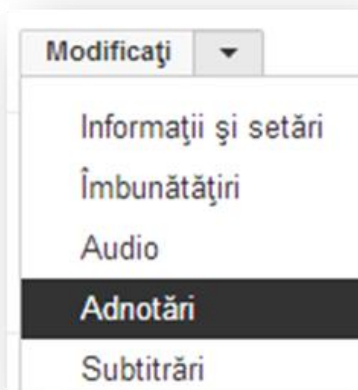 Modificaţi
Informaţii şi setări
Îmbunătăţiri
Audio
Adnotări
Subtitrări